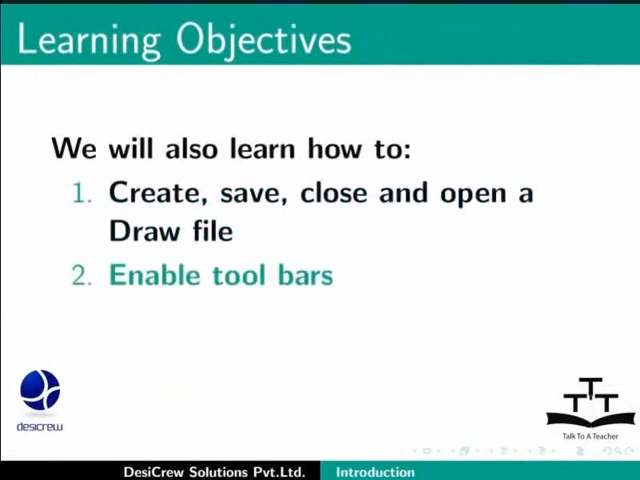 Learning Objectives
We will also learn how to:
1. Create, save, close and open a
Draw file
2. Enable tool bars
desicrew
TTT
Talk To A Teacher
DesiCrew Solutions Pvt.Ltd. Introduction